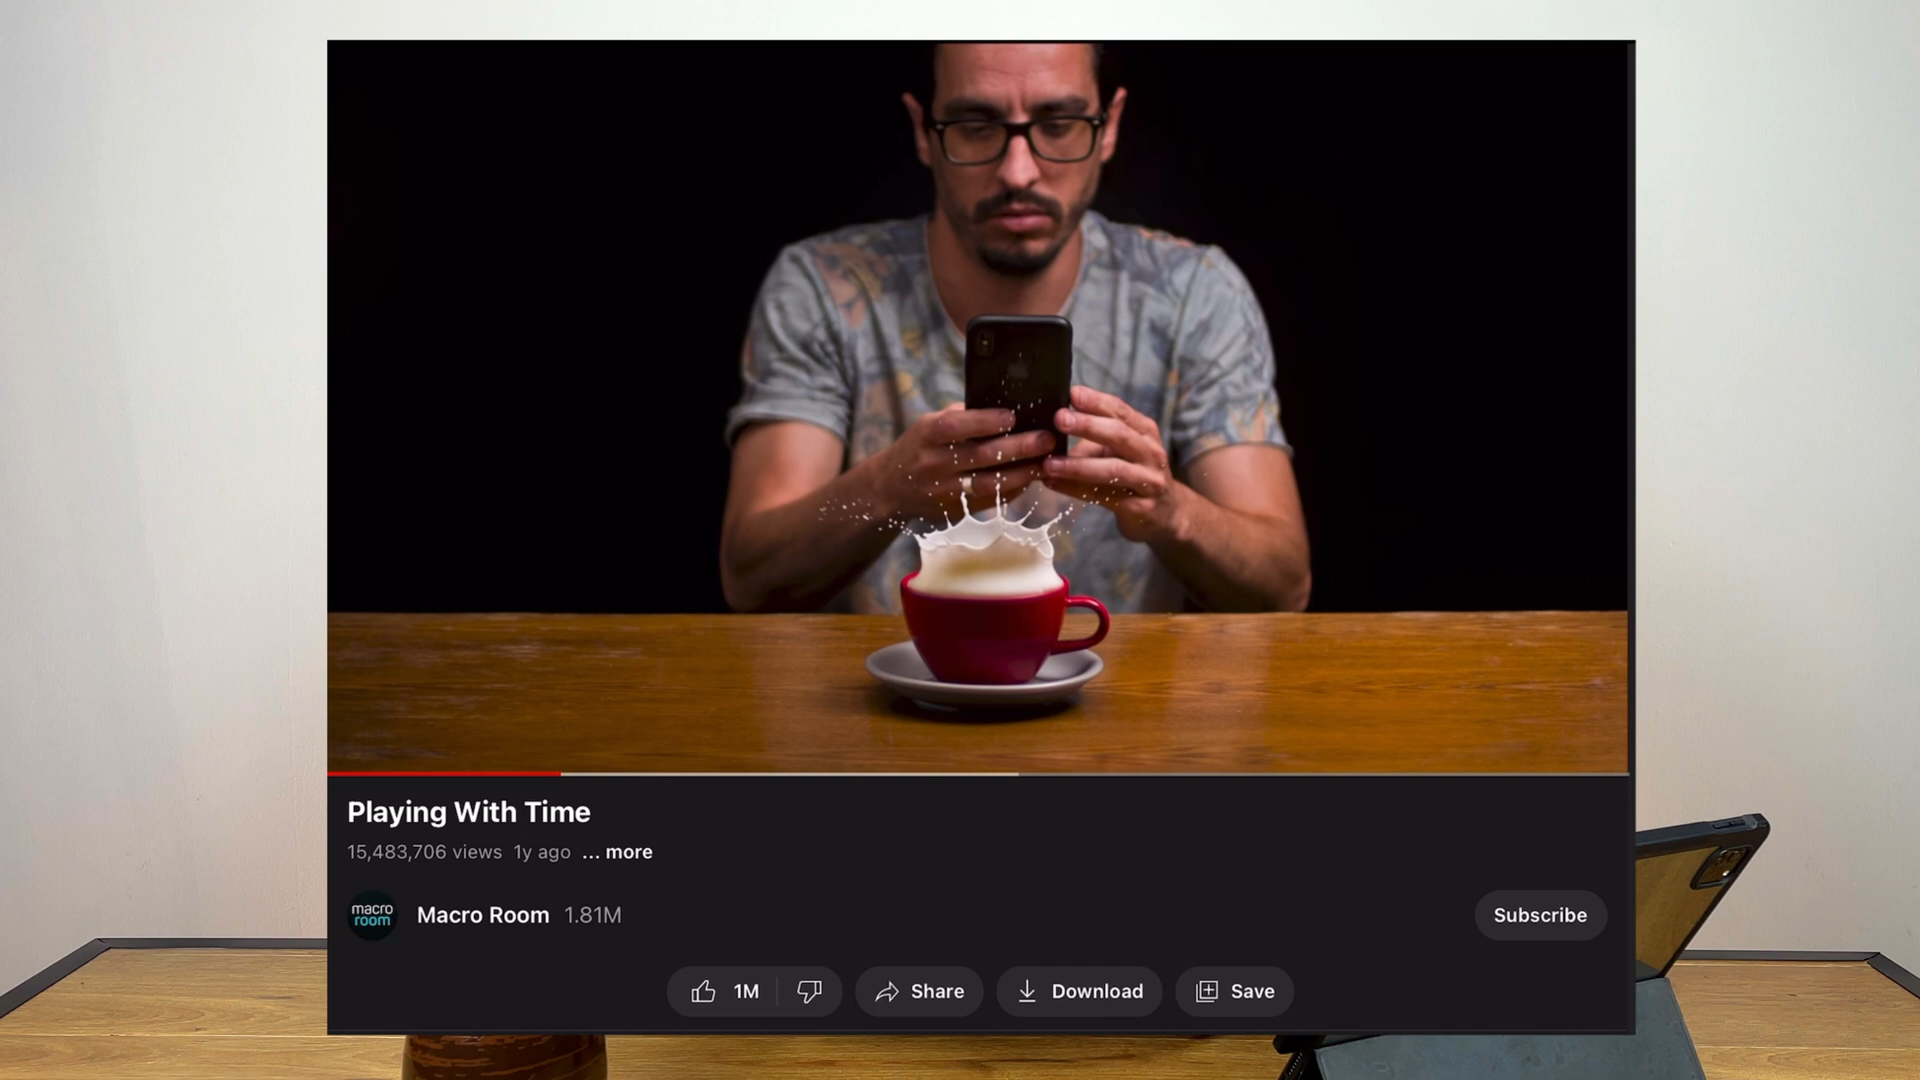 Playing With Time
15,483,706 views 1y ago ... more
macro
room
Macro Room 1.81M
Subscribe
1M
Share
Download
Save